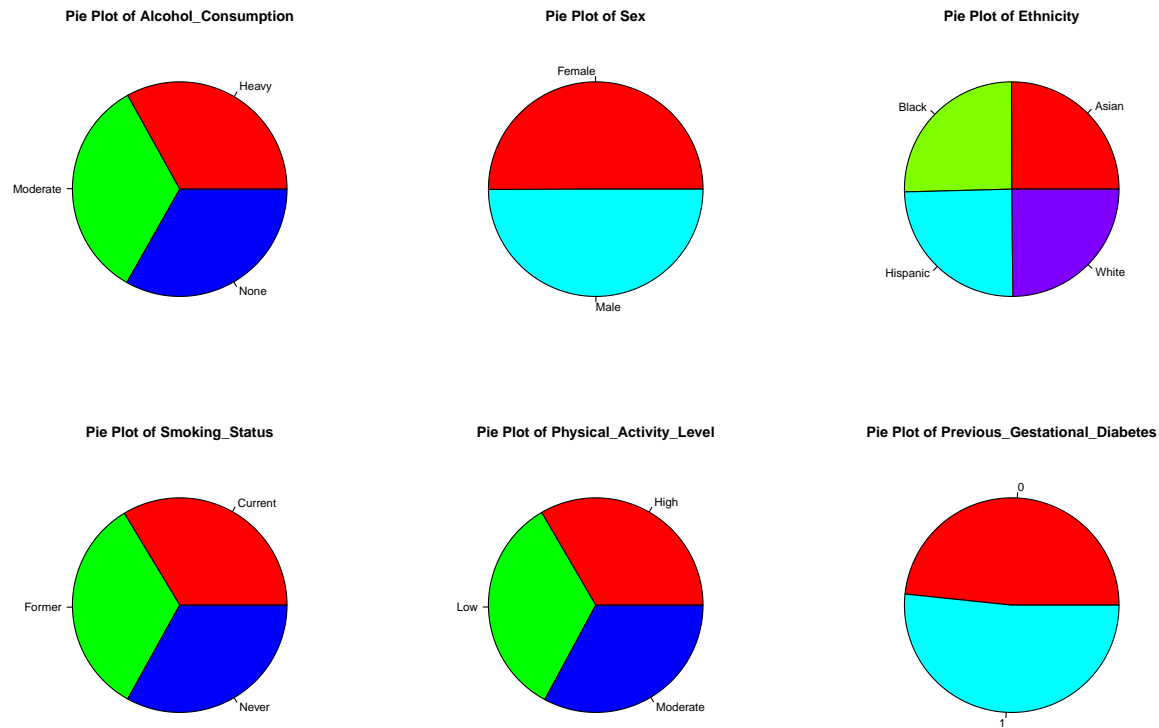 Pie Plot of Alcohol_Consumption
Heavy
Moderate
None
Pie Plot of Sex
Female
Male
Pie Plot of Ethnicity
Black
Asian
Hispanic
White
Pie Plot of Smoking_Status
Current
Former
Never
Pie Plot of Physical_Activity_Level
High
Low
Moderate
Pie Plot of Previous_Gestational_Diabetes
0
1